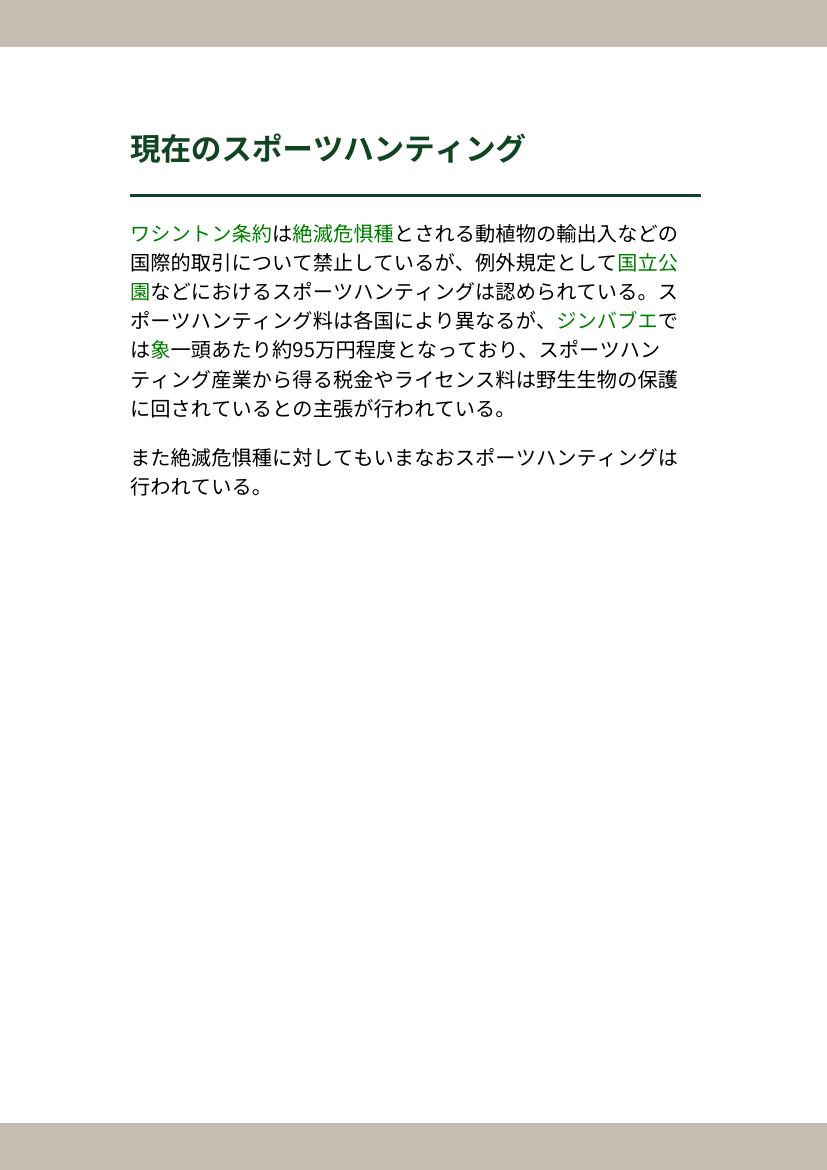 現在のスポーツハンティング
ワシントン条約は絶滅危惧種とされる動植物の輸出入などの
国際的取引について禁止しているが、例外規定として国立公
園などにおけるスポーツハンティングは認められている。ス
ポーツハンティング料は各国により異なるが、ジンバブエで
は象一頭あたり約95万円程度となっており、スポーツハン
ティング産業から得る税金やライセンス料は野生生物の保護
に回されているとの主張が行われている。
また絶滅危惧種に対してもいまなおスポーツハンティングは
行われている。